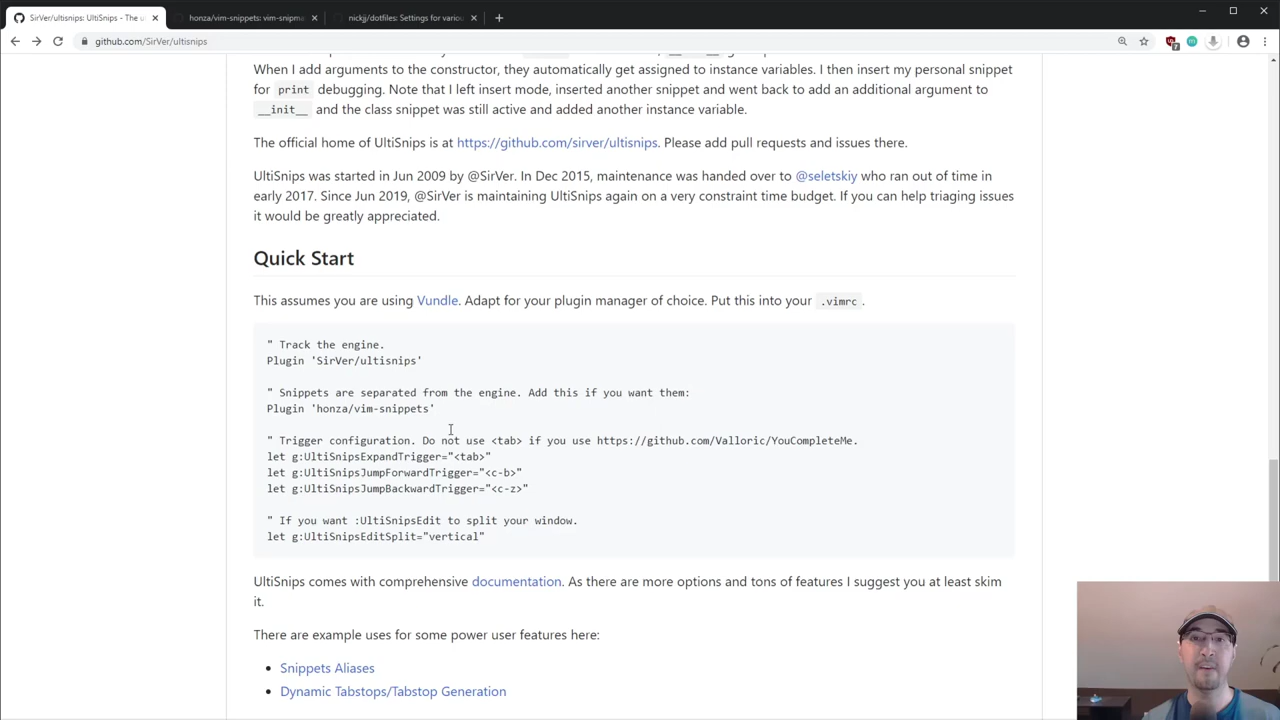 SirVer/ultisnips: UltiSnips - The u
honza/vim-snippets: vim-snipme
nickjj/dotfiles: Settings for variou
github.com/SirVer/ultisnips
7
When I add arguments to the constructor, they automatically get assigned to instance variables. I then insert my personal snippet
for print debugging. Note that I left insert mode, inserted another snippet and went back to add an additional argument to
__init__ and the class snippet was still active and added another instance variable.
The official home of UltiSnips is at https://github.com/sirver/ultisnips. Please add pull requests and issues there.
UltiSnips was started in Jun 2009 by @SirVer. In Dec 2015, maintenance was handed over to @seletskiy who ran out of time in
early 2017. Since Jun 2019, @SirVer is maintaining UltiSnips again on a very constraint time budget. If you can help triaging issues
it would be greatly appreciated.
Quick Start
This assumes you are using Vundle. Adapt for your plugin manager of choice. Put this into your .vimrc.
" Track the engine.
Plugin 'SirVer/ultisnips'
" Snippets are separated from the engine. Add this if you want them:
Plugin 'honza/vim-snippets'
" Trigger configuration. Do not use <tab> if you use https://github.com/Valloric/YouCompleteMe.
let g:UltiSnipsExpandTrigger="<tab>"
let g:UltiSnipsJumpForwardTrigger="<c-b>"
let g:UltiSnipsJumpBackwardTrigger="<c-z>"
" If you want :UltiSnipsEdit to split your window.
let g:UltiSnipsEditSplit="vertical"
UltiSnips comes with comprehensive documentation. As there are more options and tons of features I suggest you at least skim
it.
There are example uses for some power user features here:
Snippets Aliases
Dynamic Tabstops/Tabstop Generation